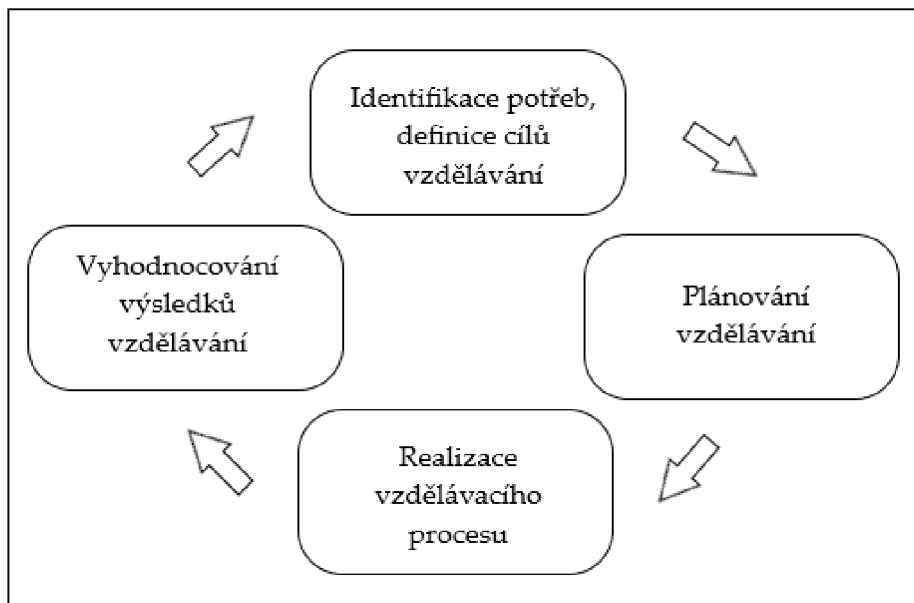 Identifikace potřeb,
definice cílů
vzdělávání
Plánování
vzdělávání
Realizace
vzdělávacího
procesu
Vyhodnocování
výsledků
vzdělávání